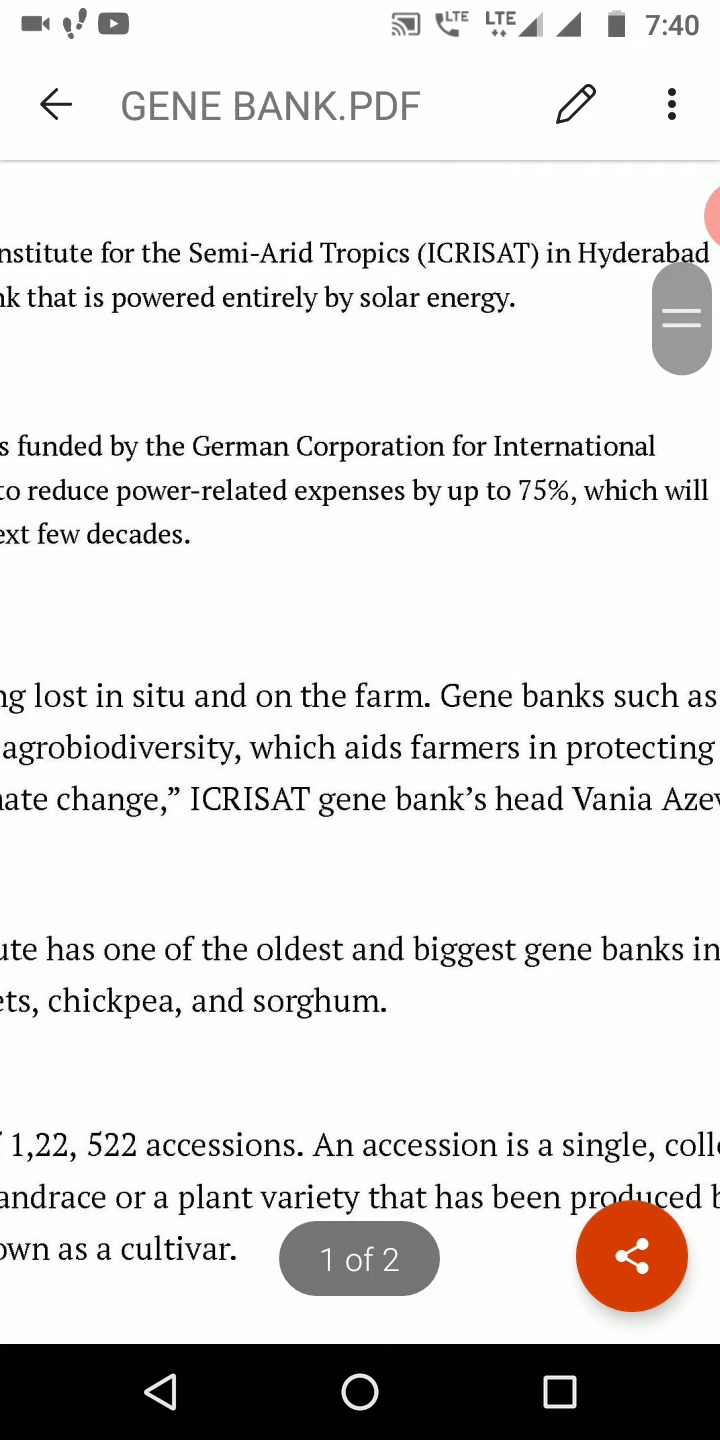 LTE LTE 7:40
GENE BANK.PDF
nstitute for the Semi-Arid Tropics (ICRISAT) in Hyderabad
nk that is powered entirely by solar energy.
s funded by the German Corporation for International
to reduce power-related expenses by up to 75%, which will
ext few decades.
ng lost in situ and on the farm. Gene banks such as
agrobiodiversity, which aids farmers in protecting
nate change,” ICRISAT gene bank’s head Vania Azev
ute has one of the oldest and biggest gene banks in
ets, chickpea, and sorghum.
f 1,22, 522 accessions. An accession is a single, colle
andrace or a plant variety that has been produced b
own as a cultivar.
1 of 2